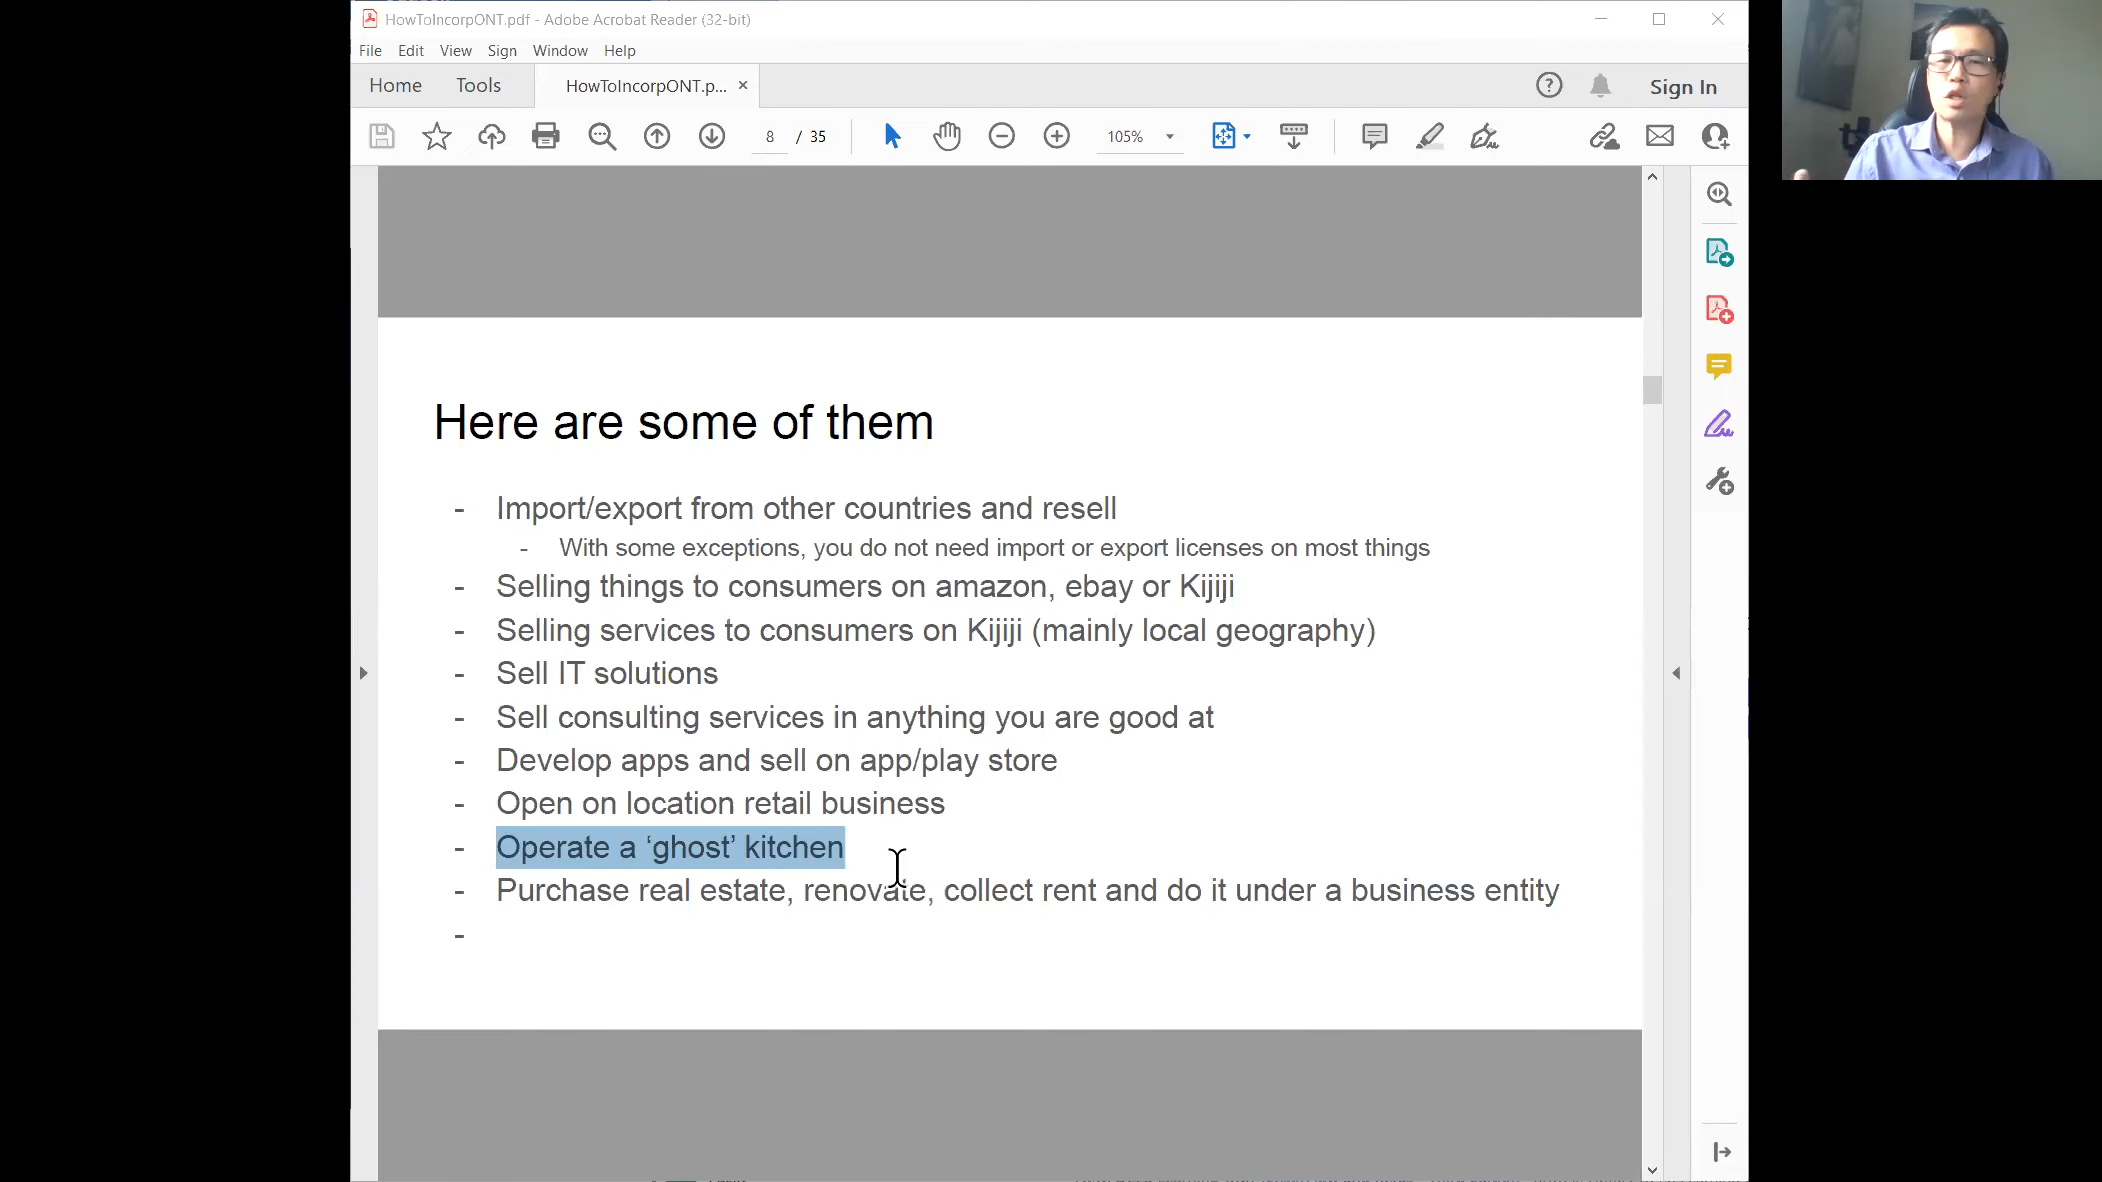 HowToIncorpONT.pdf - Adobe Acrobat Reader (32-bit)
File Edit View Sign Window Help
Home Tools HowToIncorpONT.p... × Sign In
8 / 35 105%
Here are some of them
- Import/export from other countries and resell
- With some exceptions, you do not need import or export licenses on most things
- Selling things to consumers on amazon, ebay or Kijiji
- Selling services to consumers on Kijiji (mainly local geography)
- Sell IT solutions
- Sell consulting services in anything you are good at
- Develop apps and sell on app/play store
- Open on location retail business
- Operate a ‘ghost’ kitchen
- Purchase real estate, renovate, collect rent and do it under a business entity
-